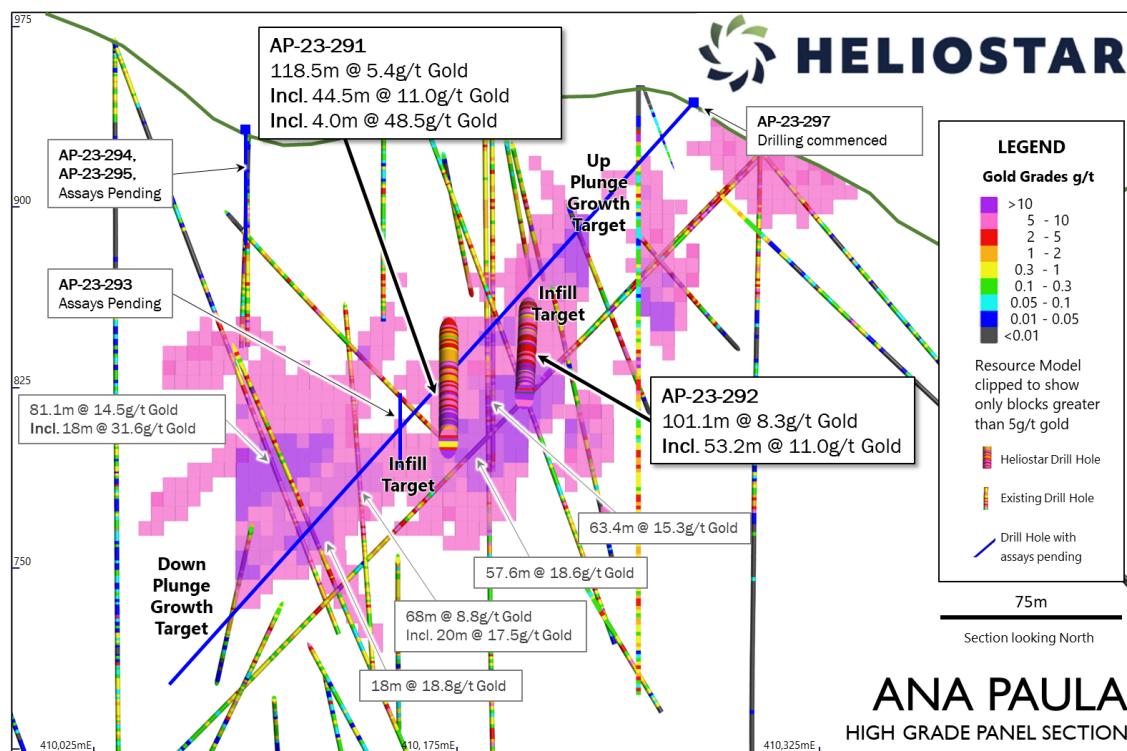 975
AP-23-291
118.5m @ 5.4g/t Gold
Incl. 44.5m @ 11.0g/t Gold
Incl. 4.0m @ 48.5g/t Gold
HELIOSTAR
AP-23-297
Drilling commenced
AP-23-294,
AP-23-295,
Assays Pending
900
Up
Plunge
Growth
Target
LEGEND
Gold Grades g/t
>10
5 - 10
2 - 5
1 - 2
0.3 - 1
0.1 - 0.3
0.05 - 0.1
0.01 - 0.05
<0.01
Resource Model
clipped to show
only blocks greater
than 5g/t gold
Heliostar Drill Hole
Existing Drill Hole
Drill Hole with
assays pending
AP-23-293
Assays Pending
Infill
Target
825
AP-23-292
101.1m @ 8.3g/t Gold
Incl. 53.2m @ 11.0g/t Gold
81.1m @ 14.5g/t Gold
Incl. 18m @ 31.6g/t Gold
Infill
Target
63.4m @ 15.3g/t Gold
750
57.6m @ 18.6g/t Gold
Down
Plunge
Growth
Target
68m @ 8.8g/t Gold
Incl. 20m @ 17.5g/t Gold
18m @ 18.8g/t Gold
75m
Section looking North
ANA PAULA
HIGH GRADE PANEL SECTION
410,025mE
410,175mE
410,325mE